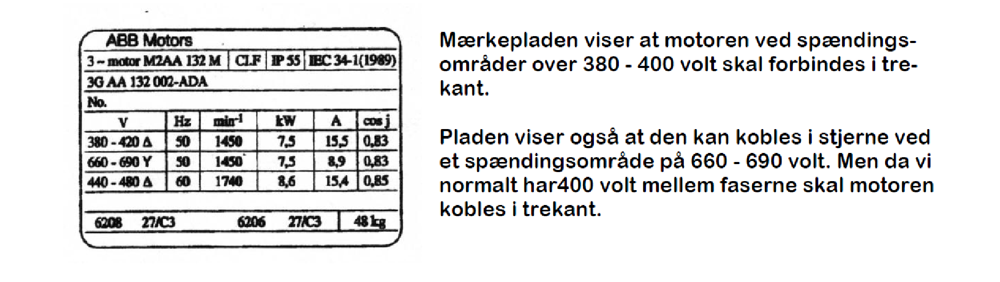 ABB Motors
3 ~ motor M2AA 132 M CLF IP 55 IEC 34-1(1989)
3G AA 132 002-ADA
No.
V Hz min-1 kW A cos j
380 - 420 Δ 50 1450 7,5 15,5 0,83
660 - 690 Y 50 1450 7,5 8,9 0,83
440 - 480 Δ 60 1740 8,6 15,4 0,85
6208 27/C3 6206 27/C3 48 kg
Mærkepladen viser at motoren ved spændings-
områder over 380 - 400 volt skal forbindes i tre-
kant.
Pladen viser også at den kan kobles i stjerne ved
et spændingsområde på 660 - 690 volt. Men da vi
normalt har400 volt mellem faserne skal motoren
kobles i trekant.